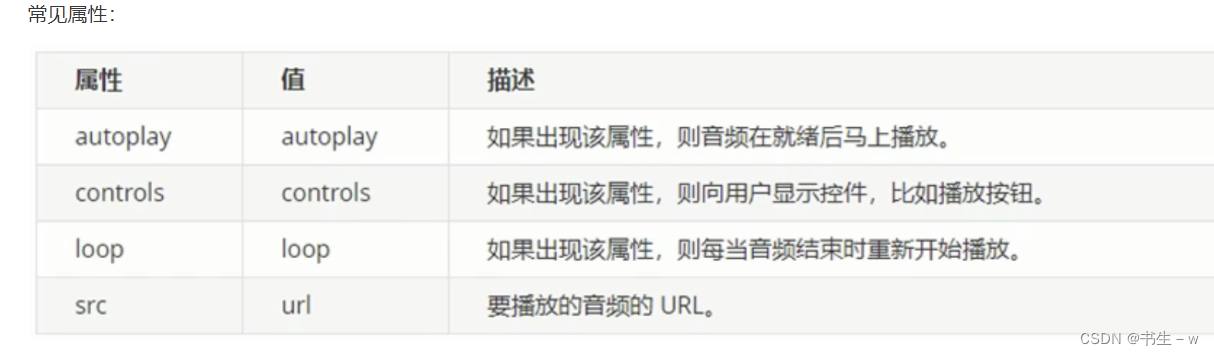 常见属性：
属性 值 描述
autoplay autoplay 如果出现该属性，则音频在就绪后马上播放。
controls controls 如果出现该属性，则向用户显示控件，比如播放按钮。
loop loop 如果出现该属性，则每当音频结束时重新开始播放。
src url 要播放的音频的 URL。
CSDN @书生－w